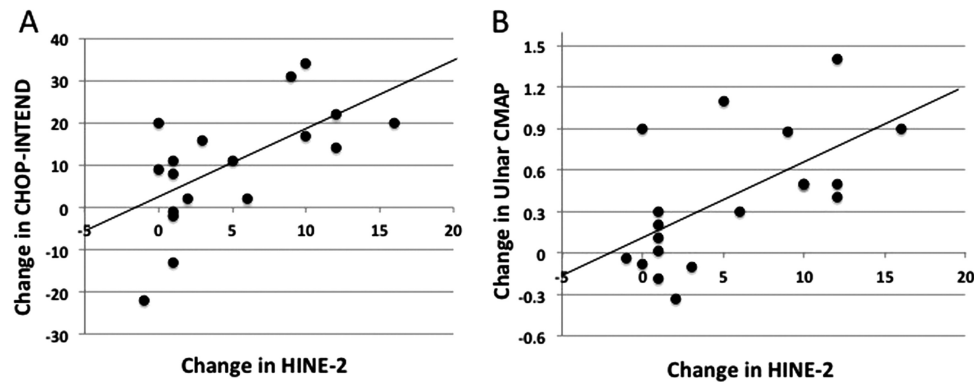 A
Change in CHOP-INTEND
40
30
20
10
0
-10
-20
-30
-5 0 5 10 15 20
Change in HINE-2
B
Change in Ulnar CMAP
1.5
1.2
0.9
0.6
0.3
0
-0.3
-0.6
-5 0 5 10 15 20
Change in HINE-2